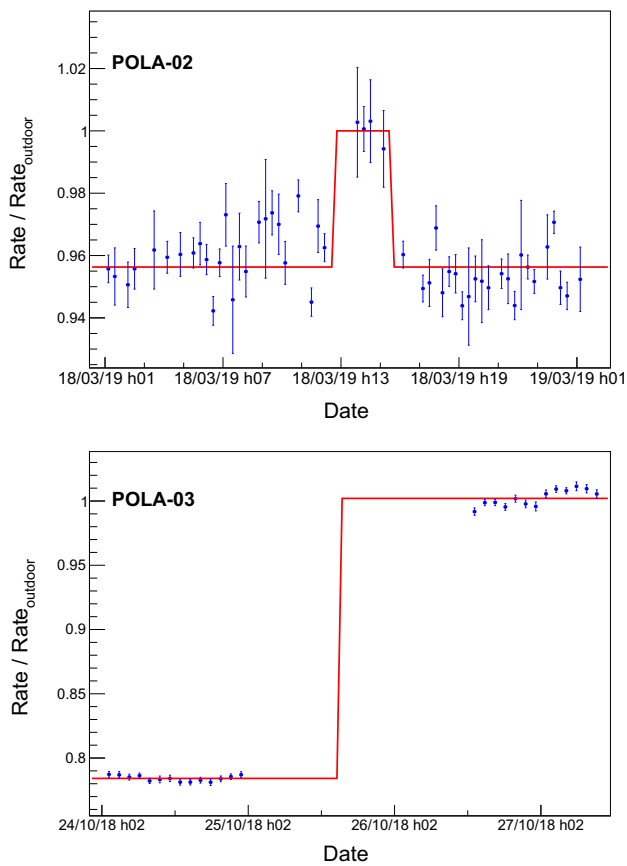 POLA-02
Rate / Rate_outdoor
1.02
1
0.98
0.96
0.94
18/03/19 h01 18/03/19 h07 18/03/19 h13 18/03/19 h19 19/03/19 h01
Date
POLA-03
Rate / Rate_outdoor
1
0.95
0.9
0.85
0.8
24/10/18 h02 25/10/18 h02 26/10/18 h02 27/10/18 h02
Date